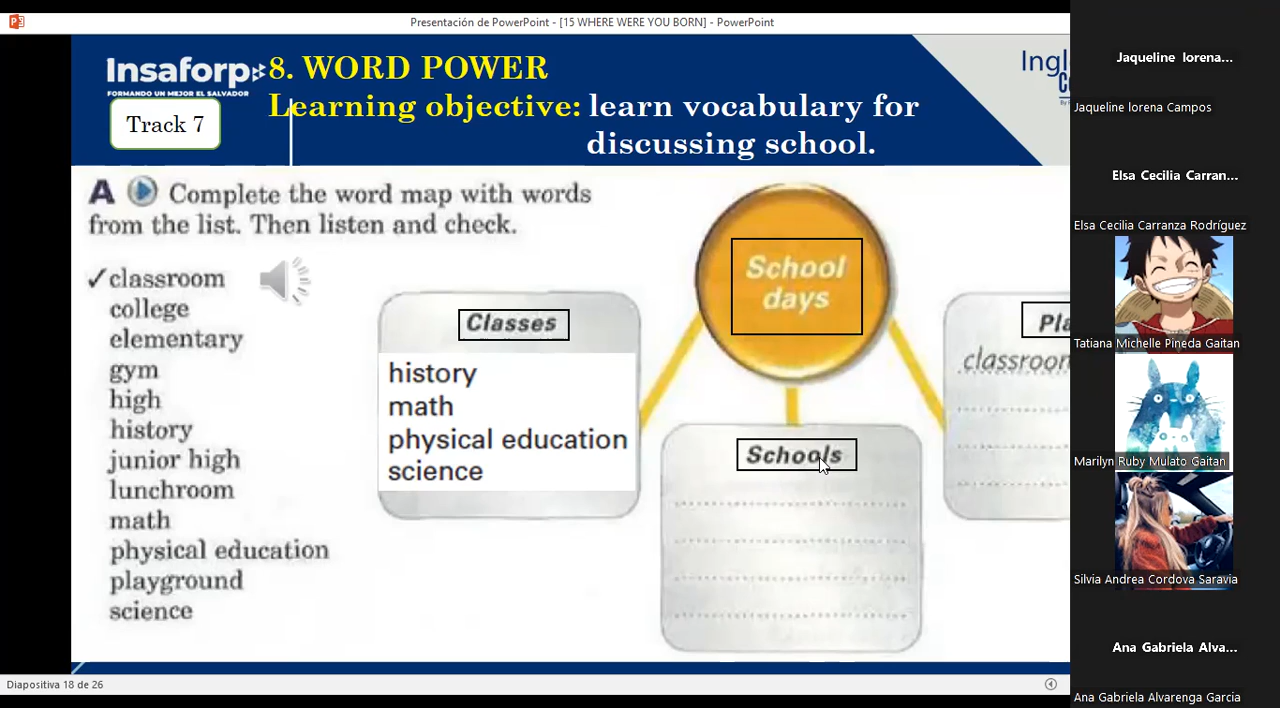 Presentación de PowerPoint - [15 WHERE WERE YOU BORN] - PowerPoint
Insaforp
FORMANDO UN MEJOR EL SALVADOR
8. WORD POWER
Learning objective: learn vocabulary for
discussing school.
Track 7
Ingl
A Complete the word map with words
from the list. Then listen and check.
✓classroom
college
elementary
gym
high
history
junior high
lunchroom
math
physical education
playground
science
Classes
history
math
physical education
science
School
days
Schools
Pla
classroom
Diapositiva 18 de 26
Jaqueline lorena...
Jaqueline lorena Campos
Elsa Cecilia Carran...
Elsa Cecilia Carranza Rodríguez
Tatiana Michelle Pineda Gaitan
Marilyn Ruby Mulato Gaitan
Silvia Andrea Cordova Saravia
Ana Gabriela Alva...
Ana Gabriela Alvarenga Garcia